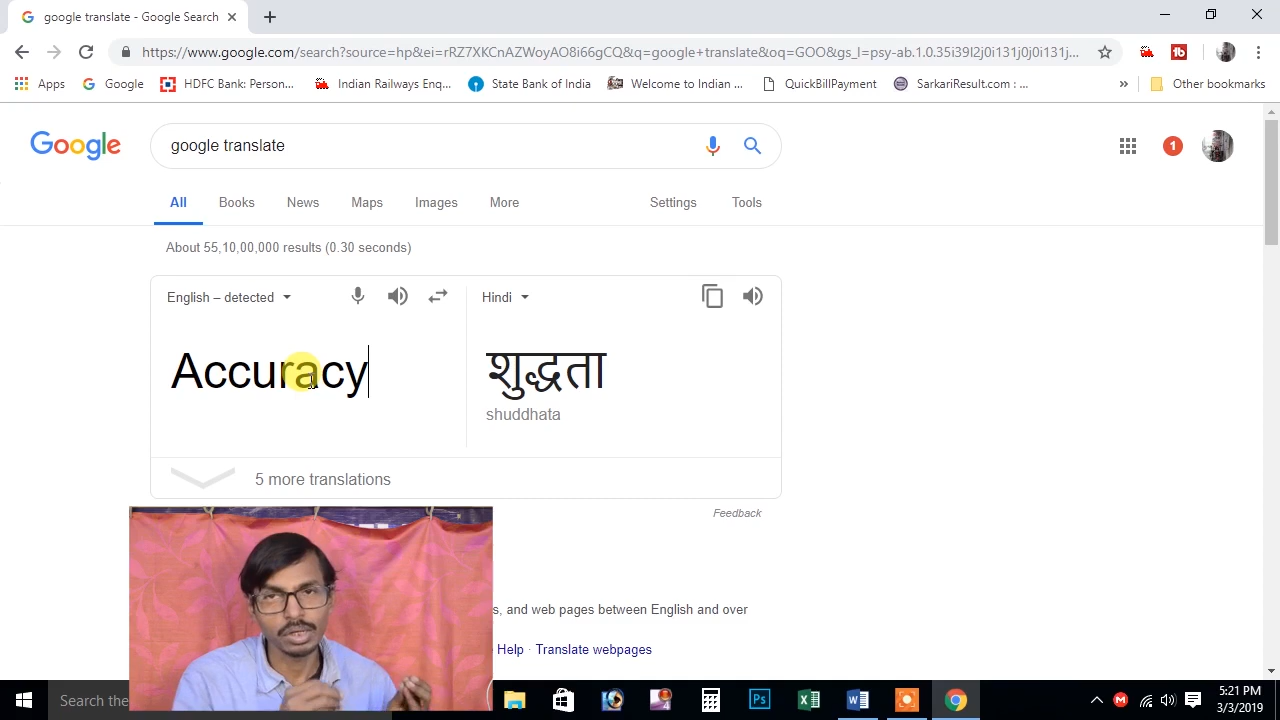 google translate - Google Search
https://www.google.com/search?source=hp&ei=rRZ7XKCnAZWoyAO8i66gCQ&q=google+translate&oq=GOO&gs_l=psy-ab.1.0.35i39l2j0i131j0j0i131j...
Apps Google HDFC Bank: Person... Indian Railways Enq... State Bank of India Welcome to Indian ... QuickBillPayment SarkariResult.com : ... » Other bookmarks
Google google translate 1
All Books News Maps Images More Settings Tools
About 55,10,00,000 results (0.30 seconds)
English – detected Hindi
Accuracy शुद्धता
shuddhata
5 more translations
Feedback
s, and web pages between English and over
Help · Translate webpages
Search the
5:21 PM
3/3/2019